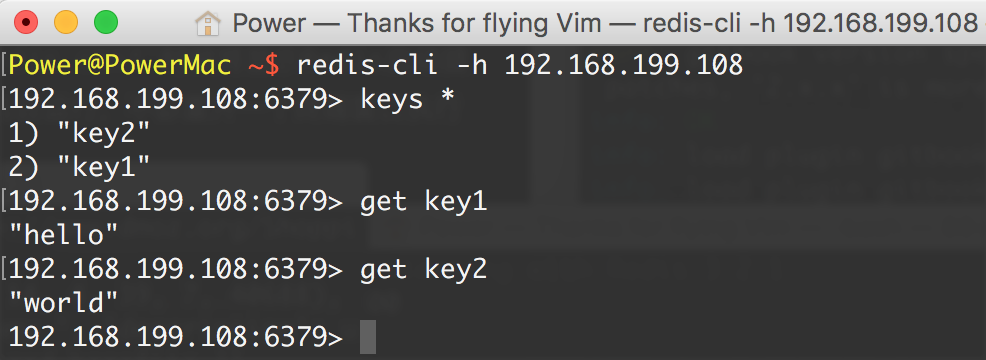 Power — Thanks for flying Vim — redis-cli -h 192.168.199.108
[Power@PowerMac ~$ redis-cli -h 192.168.199.108
[192.168.199.108:6379> keys *
1) "key2"
2) "key1"
[192.168.199.108:6379> get key1
"hello"
[192.168.199.108:6379> get key2
"world"
192.168.199.108:6379>